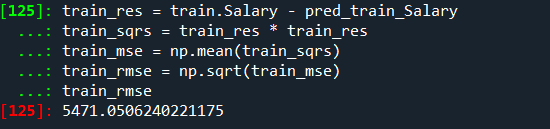 [125]: train_res = train.Salary - pred_train_Salary
...: train_sqrs = train_res * train_res
...: train_mse = np.mean(train_sqrs)
...: train_rmse = np.sqrt(train_mse)
...: train_rmse
[125]: 5471.0506240221175